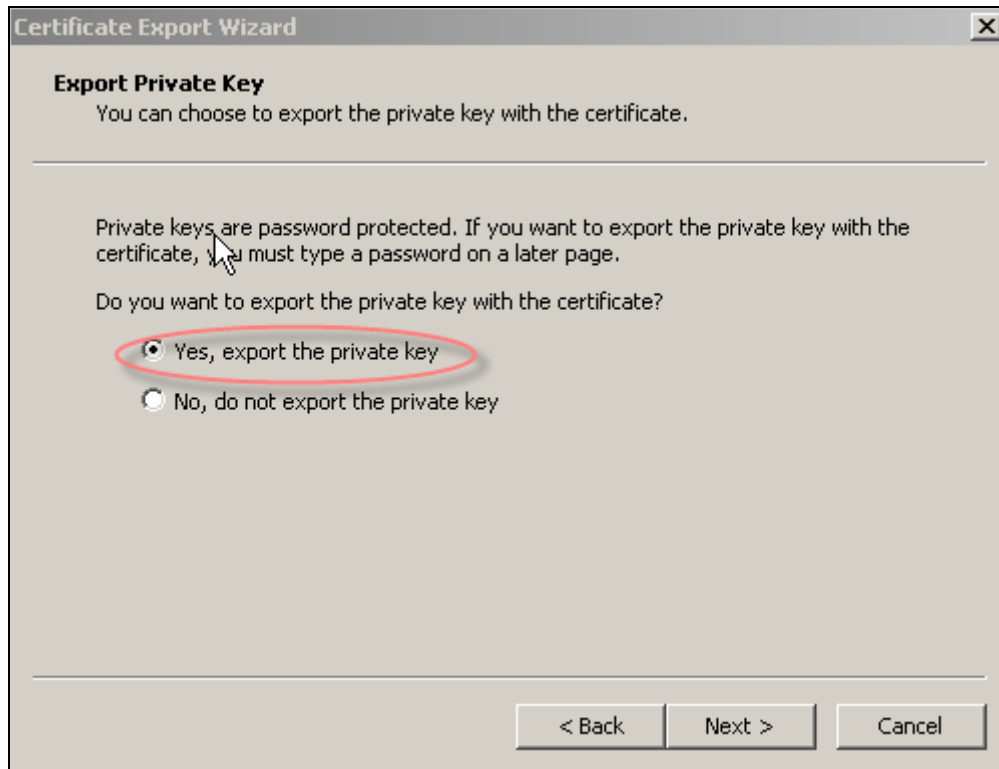 Certificate Export Wizard
Export Private Key
You can choose to export the private key with the certificate.
Private keys are password protected. If you want to export the private key with the
certificate, you must type a password on a later page.
Do you want to export the private key with the certificate?
Yes, export the private key
No, do not export the private key
< Back Next > Cancel